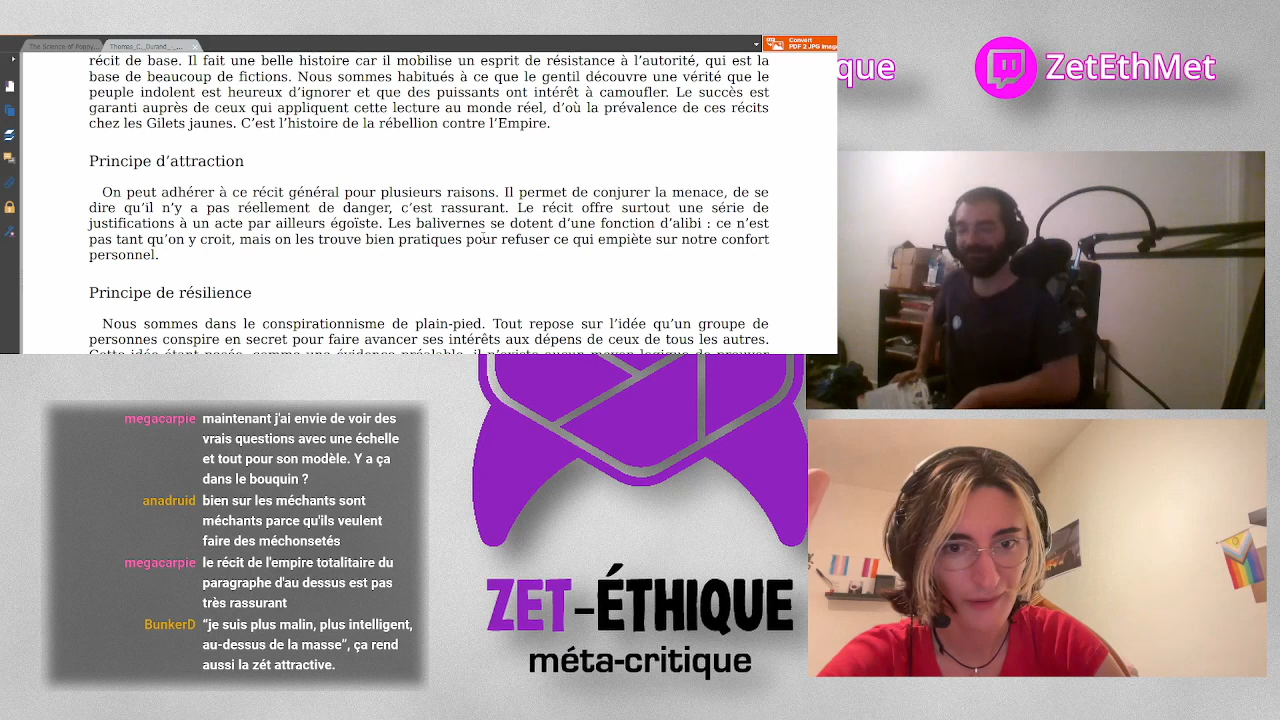 The Science of Poppy...
Thomas_C._Durand_-_...
Convert
PDF 2 JPG
récit de base. Il fait une belle histoire car il mobilise un esprit de résistance à l’autorité, qui est la
base de beaucoup de fictions. Nous sommes habitués à ce que le gentil découvre une vérité que le
peuple indolent est heureux d’ignorer et que des puissants ont intérêt à camoufler. Le succès est
garanti auprès de ceux qui appliquent cette lecture au monde réel, d’où la prévalence de ces récits
chez les Gilets jaunes. C’est l’histoire de la rébellion contre l’Empire.
Principe d’attraction
On peut adhérer à ce récit général pour plusieurs raisons. Il permet de conjurer la menace, de se
dire qu’il n’y a pas réellement de danger, c’est rassurant. Le récit offre surtout une série de
justifications à un acte par ailleurs égoïste. Les balivernes se dotent d’une fonction d’alibi : ce n’est
pas tant qu’on y croit, mais on les trouve bien pratiques pour refuser ce qui empiète sur notre confort
personnel.
Principe de résilience
Nous sommes dans le conspirationnisme de plain-pied. Tout repose sur l’idée qu’un groupe de
personnes conspire en secret pour faire avancer ses intérêts aux dépens de ceux de tous les autres.
que
ZetEthMet
megacarpie maintenant j'ai envie de voir des
vrais questions avec une échelle
et tout pour son modèle. Y a ça
dans le bouquin ?
anadruid bien sur les méchants sont
méchants parce qu'ils veulent
faire des méchonsetés
megacarpie le récit de l'empire totalitaire du
paragraphe d'au dessus est pas
très rassurant
BunkerD “je suis plus malin, plus intelligent,
au-dessus de la masse”, ça rend
aussi la zét attractive.
ZET-ÉTHIQUE
méta-critique